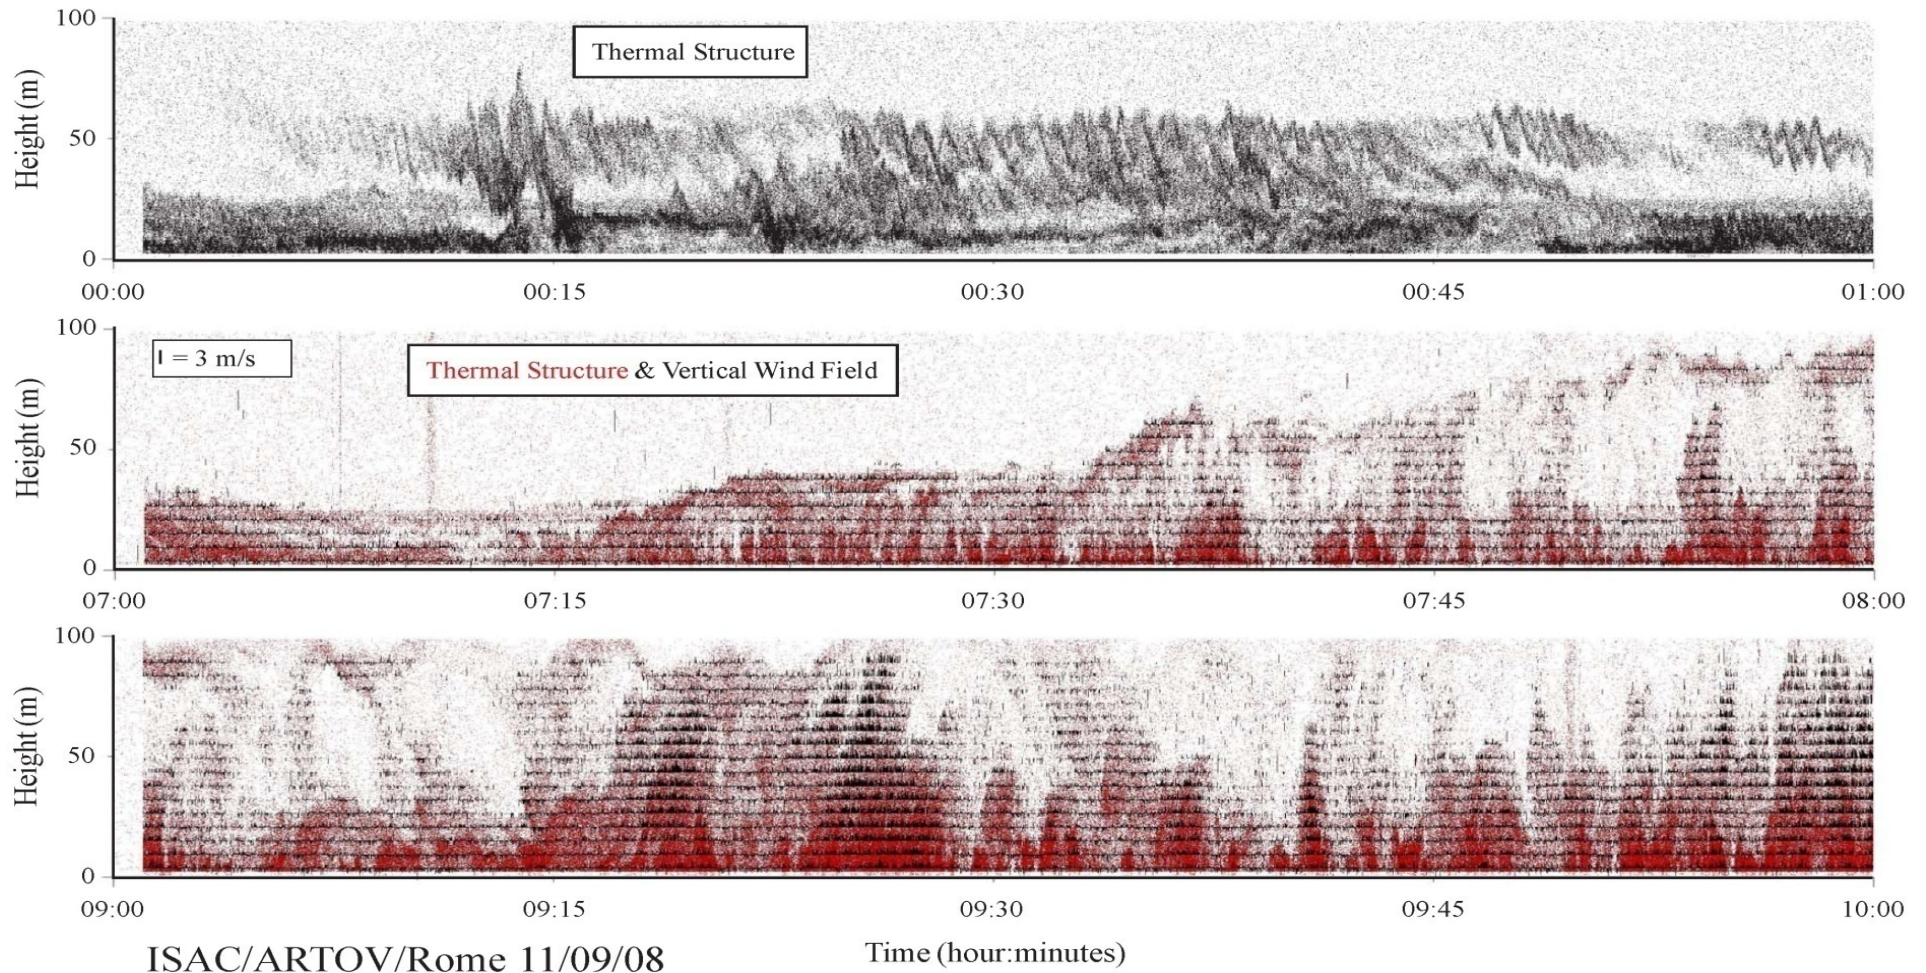 100
Thermal Structure
Height (m)
50
0
00:00 00:15 00:30 00:45 01:00
100
I = 3 m/s
Thermal Structure & Vertical Wind Field
Height (m)
50
0
07:00 07:15 07:30 07:45 08:00
100
Height (m)
50
0
09:00 09:15 09:30 09:45 10:00
ISAC/ARTOV/Rome 11/09/08
Time (hour:minutes)